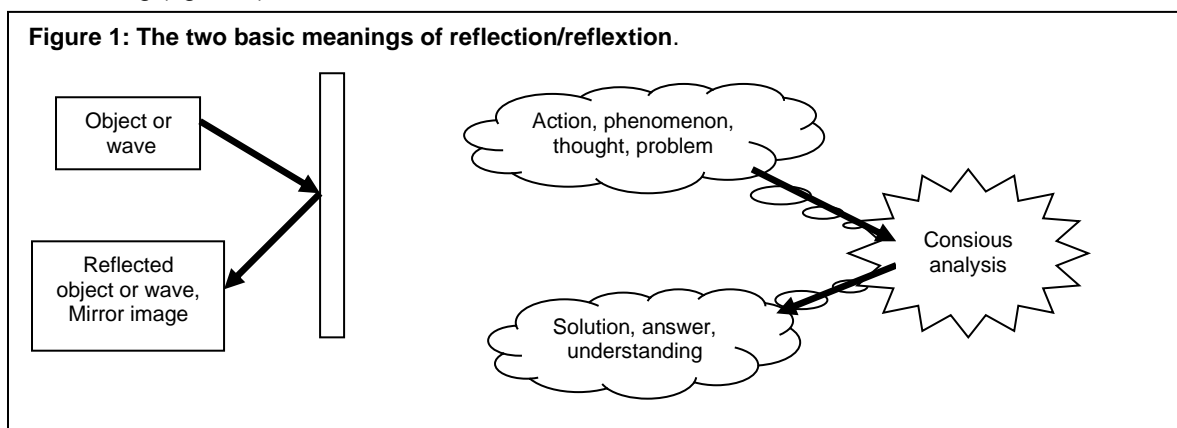 Figure 1: The two basic meanings of reflection/reflextion.
Object or
wave
Reflected
object or wave,
Mirror image
Action, phenomenon,
thought, problem
Consious
analysis
Solution, answer,
understanding